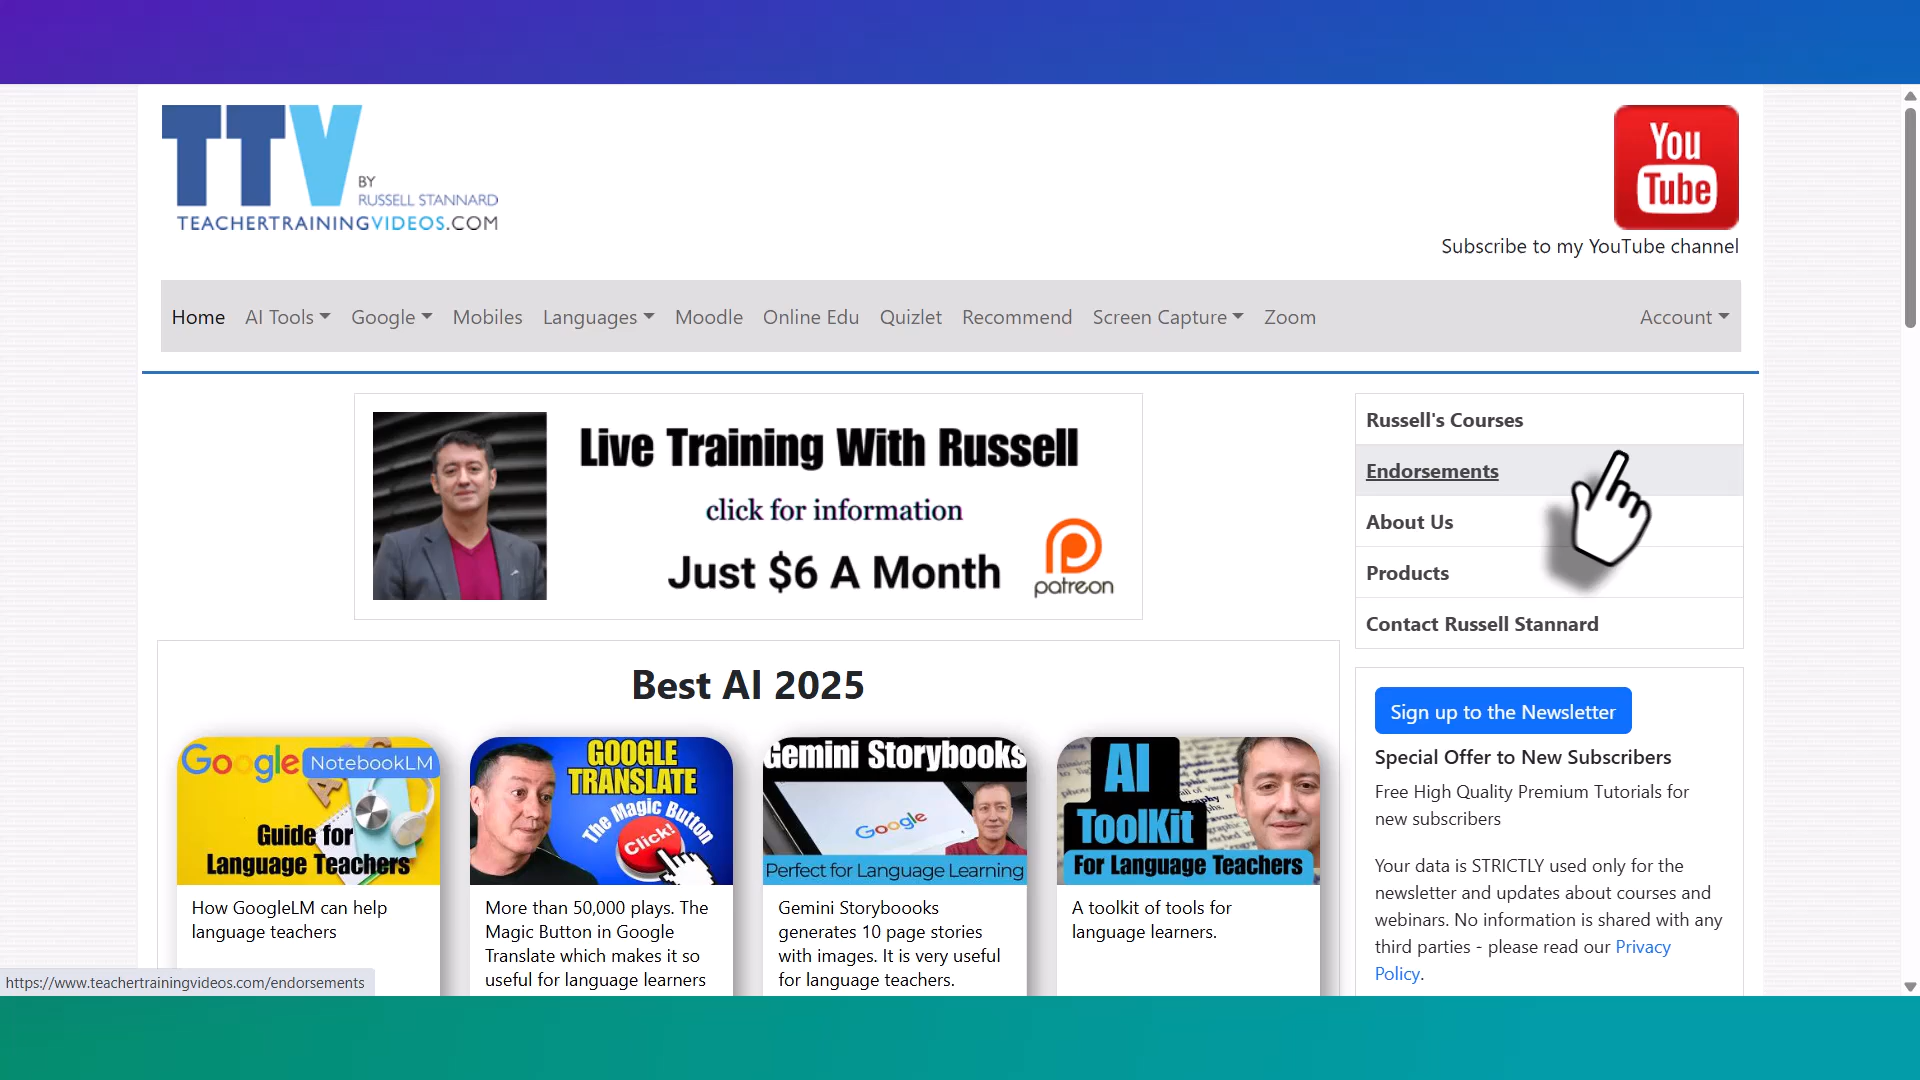 TTV
BY
RUSSELL STANNARD
TEACHERTRAININGVIDEOS.COM
You
Tube
Subscribe to my YouTube channel
Home AI Tools Google Mobiles Languages Moodle Online Edu Quizlet Recommend Screen Capture Zoom Account
Live Training With Russell
click for information
Just $6 A Month
patreon
Russell's Courses
Endorsements
About Us
Products
Contact Russell Stannard
Best AI 2025
Google NotebookLM
Guide for
Language Teachers
How GoogleLM can help
language teachers
GOOGLE
TRANSLATE
The Magic Button
Click!
More than 50,000 plays. The
Magic Button in Google
Translate which makes it so
useful for language learners
Gemini Storybooks
Google
Perfect for Language Learning
Gemini Storyboooks
generates 10 page stories
with images. It is very useful
for language teachers.
AI
ToolKit
For Language Teachers
A toolkit of tools for
language learners.
Sign up to the Newsletter
Special Offer to New Subscribers
Free High Quality Premium Tutorials for
new subscribers
Your data is STRICTLY used only for the
newsletter and updates about courses and
webinars. No information is shared with any
third parties - please read our Privacy
Policy.
https://www.teachertrainingvideos.com/endorsements